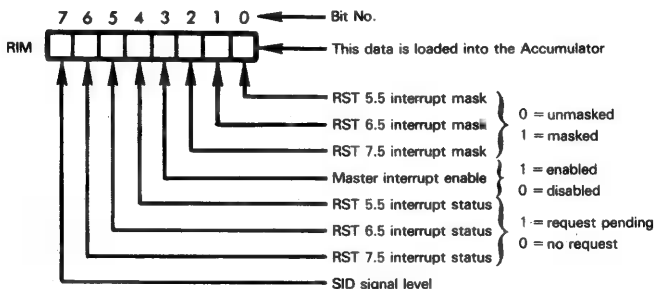 7 6 5 4 3 2 1 0 Bit No.
RIM This data is loaded into the Accumulator
RST 5.5 interrupt mask
RST 6.5 interrupt mask
0 = unmasked
1 = masked
RST 7.5 interrupt mask
Master interrupt enable
1 = enabled
0 = disabled
RST 5.5 interrupt status
RST 6.5 interrupt status
1 = request pending
0 = no request
RST 7.5 interrupt status
SID signal level